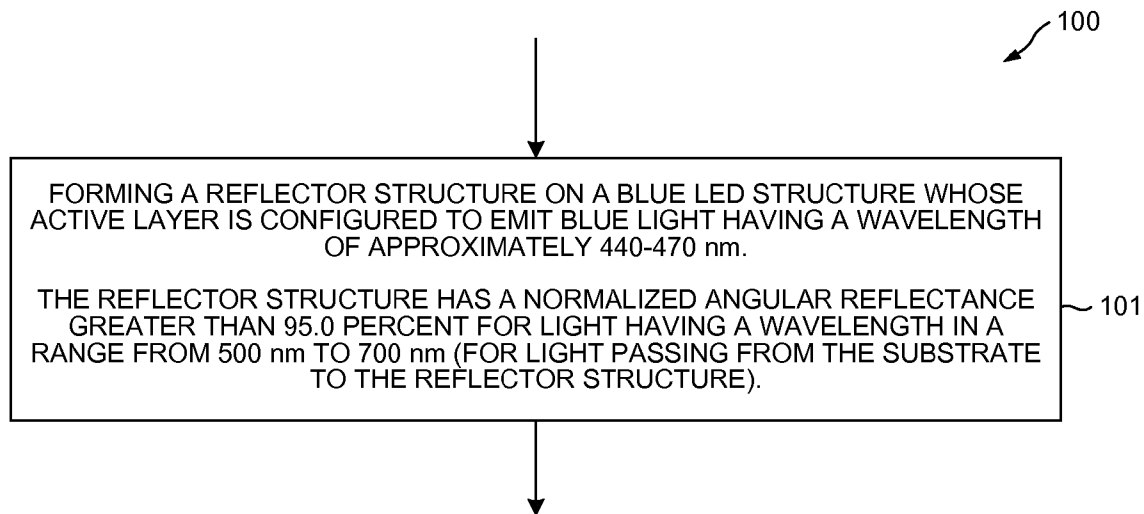 100
FORMING A REFLECTOR STRUCTURE ON A BLUE LED STRUCTURE WHOSE
ACTIVE LAYER IS CONFIGURED TO EMIT BLUE LIGHT HAVING A WAVELENGTH
OF APPROXIMATELY 440-470 nm.
THE REFLECTOR STRUCTURE HAS A NORMALIZED ANGULAR REFLECTANCE
GREATER THAN 95.0 PERCENT FOR LIGHT HAVING A WAVELENGTH IN A
RANGE FROM 500 nm TO 700 nm (FOR LIGHT PASSING FROM THE SUBSTRATE
TO THE REFLECTOR STRUCTURE).
101